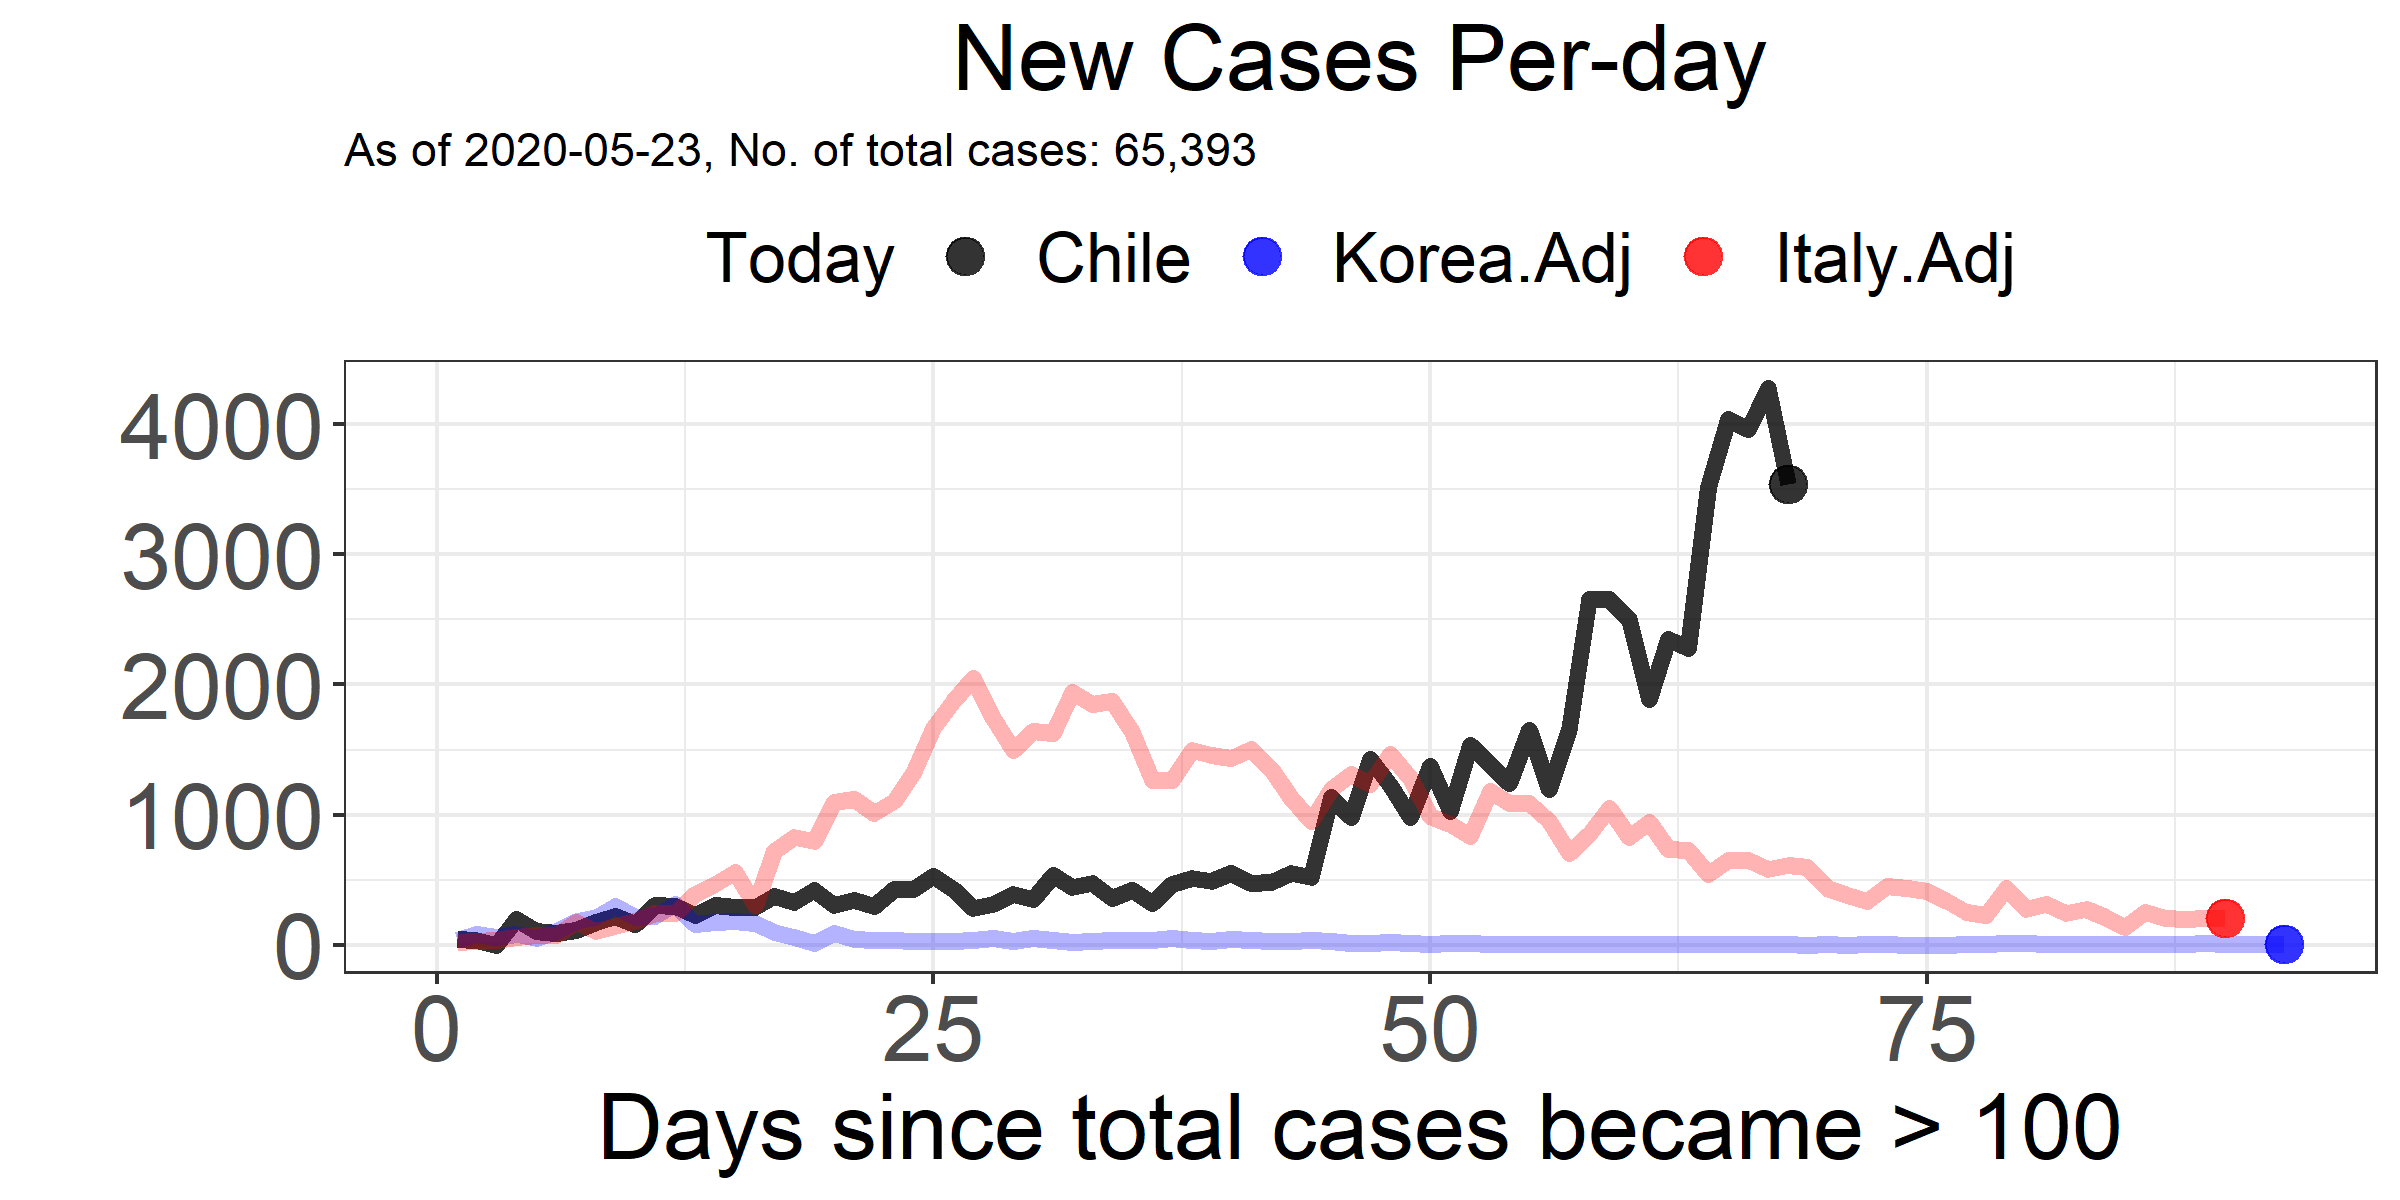 New Cases Per-day
As of 2020-05-23, No. of total cases: 65,393
Today Chile Korea.Adj Italy.Adj
4000
3000
2000
1000
0
0 25 50 75
Days since total cases became > 100